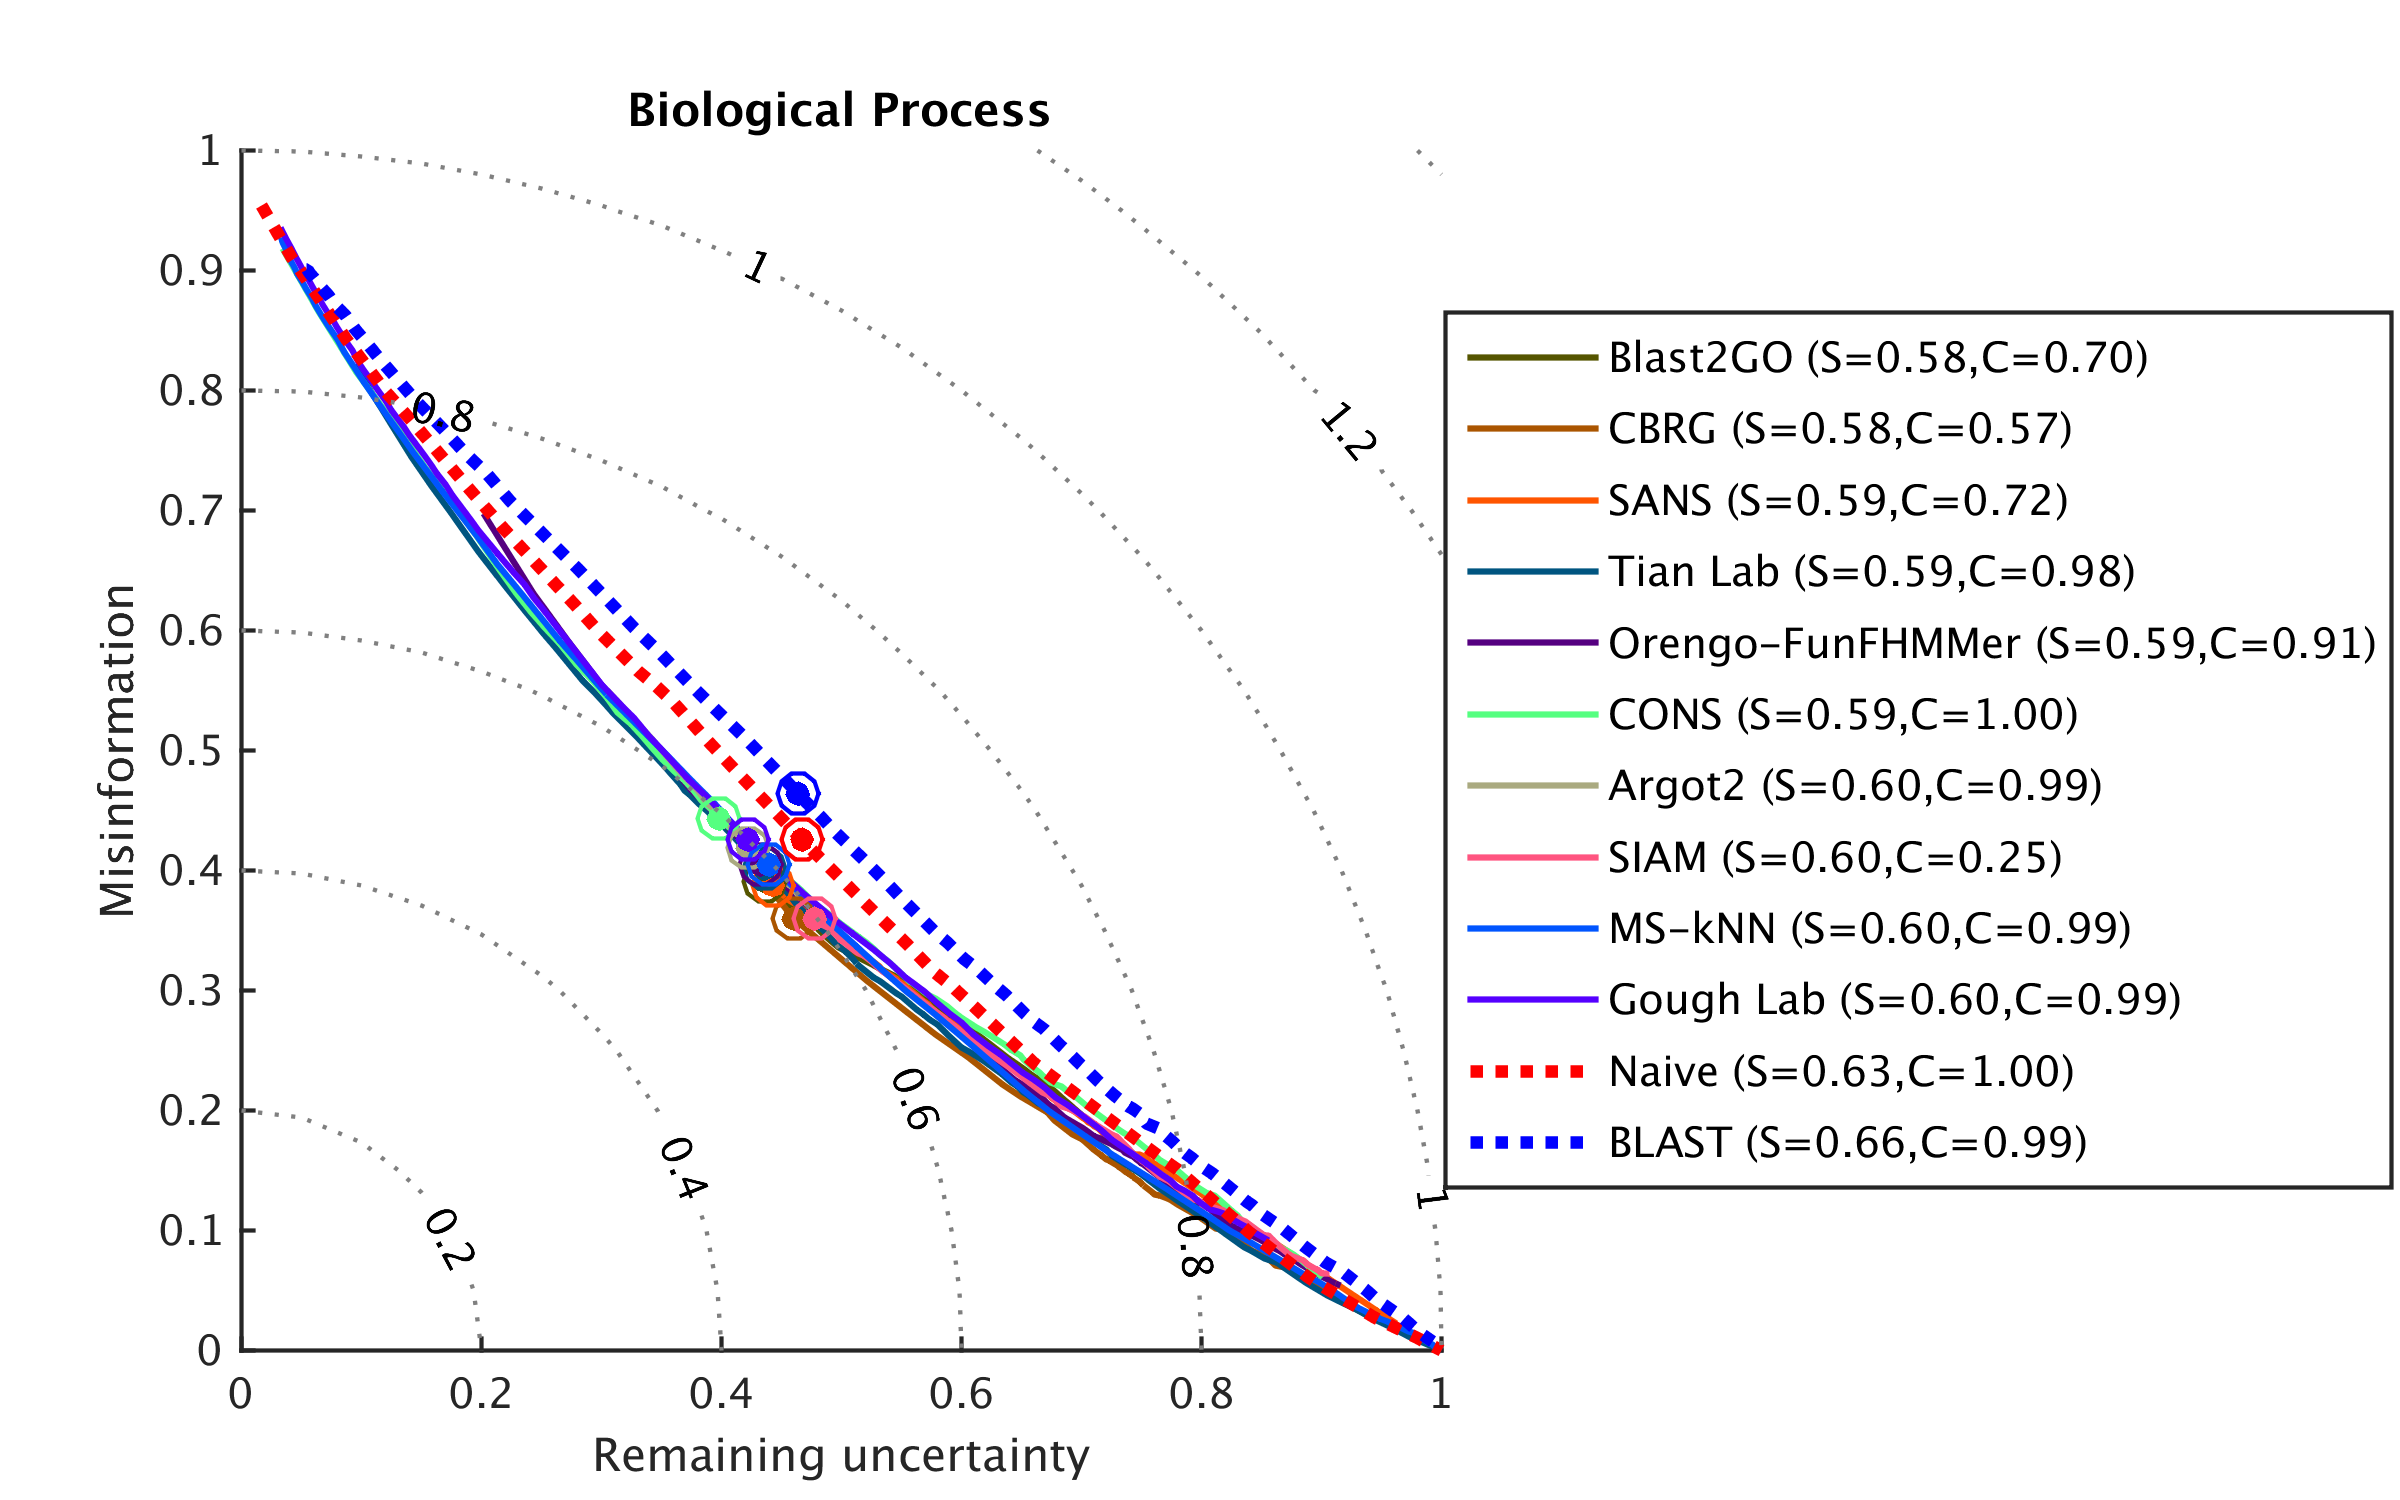 Biological Process
1
0.9
0.8
0.7
0.6
0.5
0.4
0.3
0.2
0.1
0
Misinformation
0
0.2
0.4
0.6
0.8
1
Remaining uncertainty
1
0.8
1.2
0.6
0.4
0.2
0.8
1
Blast2GO (S=0.58,C=0.70)
CBRG (S=0.58,C=0.57)
SANS (S=0.59,C=0.72)
Tian Lab (S=0.59,C=0.98)
Orengo-FunFHMMer (S=0.59,C=0.91)
CONS (S=0.59,C=1.00)
Argot2 (S=0.60,C=0.99)
SIAM (S=0.60,C=0.25)
MS-kNN (S=0.60,C=0.99)
Gough Lab (S=0.60,C=0.99)
Naive (S=0.63,C=1.00)
BLAST (S=0.66,C=0.99)